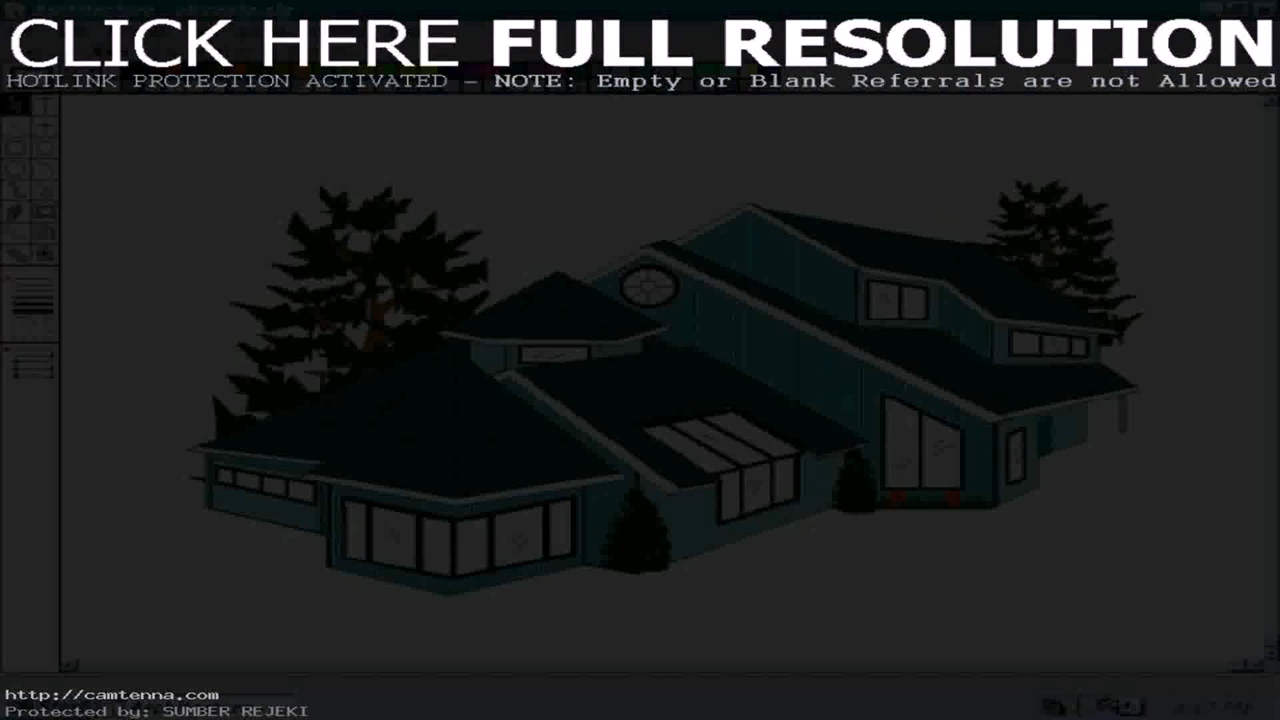 CLICK HERE FULL RESOLUTION
HOTLINK PROTECTION ACTIVATED – NOTE: Empty or Blank Referrals are not Allowed
http://camtenna.com
Protected by: SUMBER REJEKI